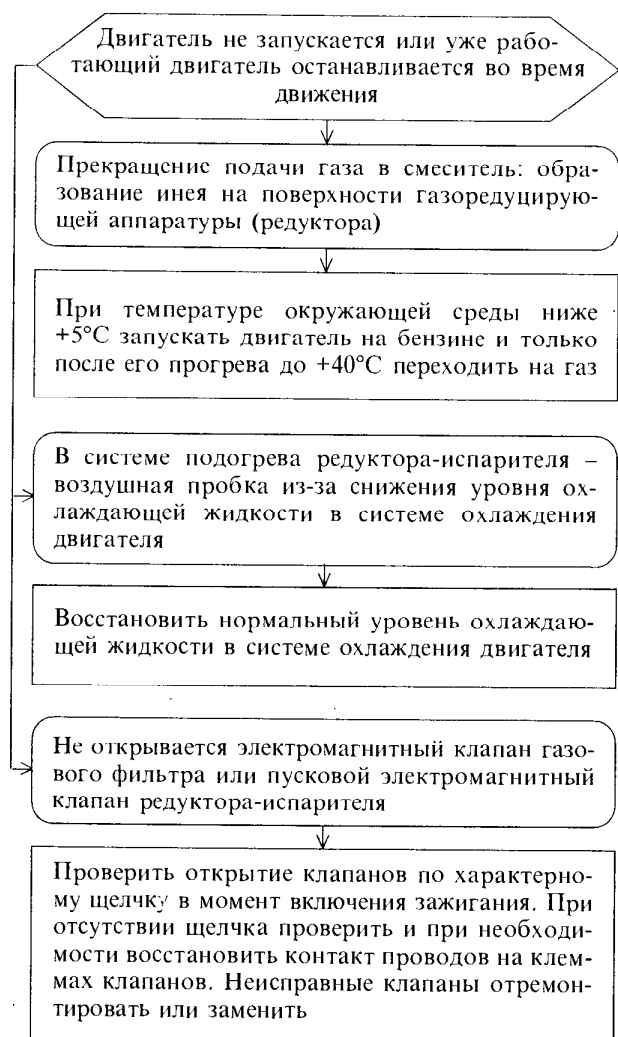 Двигатель не запускается или уже рабо-
тающий двигатель останавливается во время
движения
Прекращение подачи газа в смеситель: обра-
зование инея на поверхности газоредуцирую-
щей аппаратуры (редуктора)
При температуре окружающей среды ниже
+5°С запускать двигатель на бензине и только
после его прогрева до +40°С переходить на газ
В системе подогрева редуктора-испарителя –
воздушная пробка из-за снижения уровня ох-
лаждающей жидкости в системе охлаждения
двигателя
Восстановить нормальный уровень охлаждаю-
щей жидкости в системе охлаждения двигателя
Не открывается электромагнитный клапан газо-
вого фильтра или пусковой электромагнитный
клапан редуктора-испарителя
Проверить открытие клапанов по характерно-
му щелчку в момент включения зажигания. При
отсутствии щелчка проверить и при необходи-
мости восстановить контакт проводов на клем-
мах клапанов. Неисправные клапаны отремон-
тировать или заменить